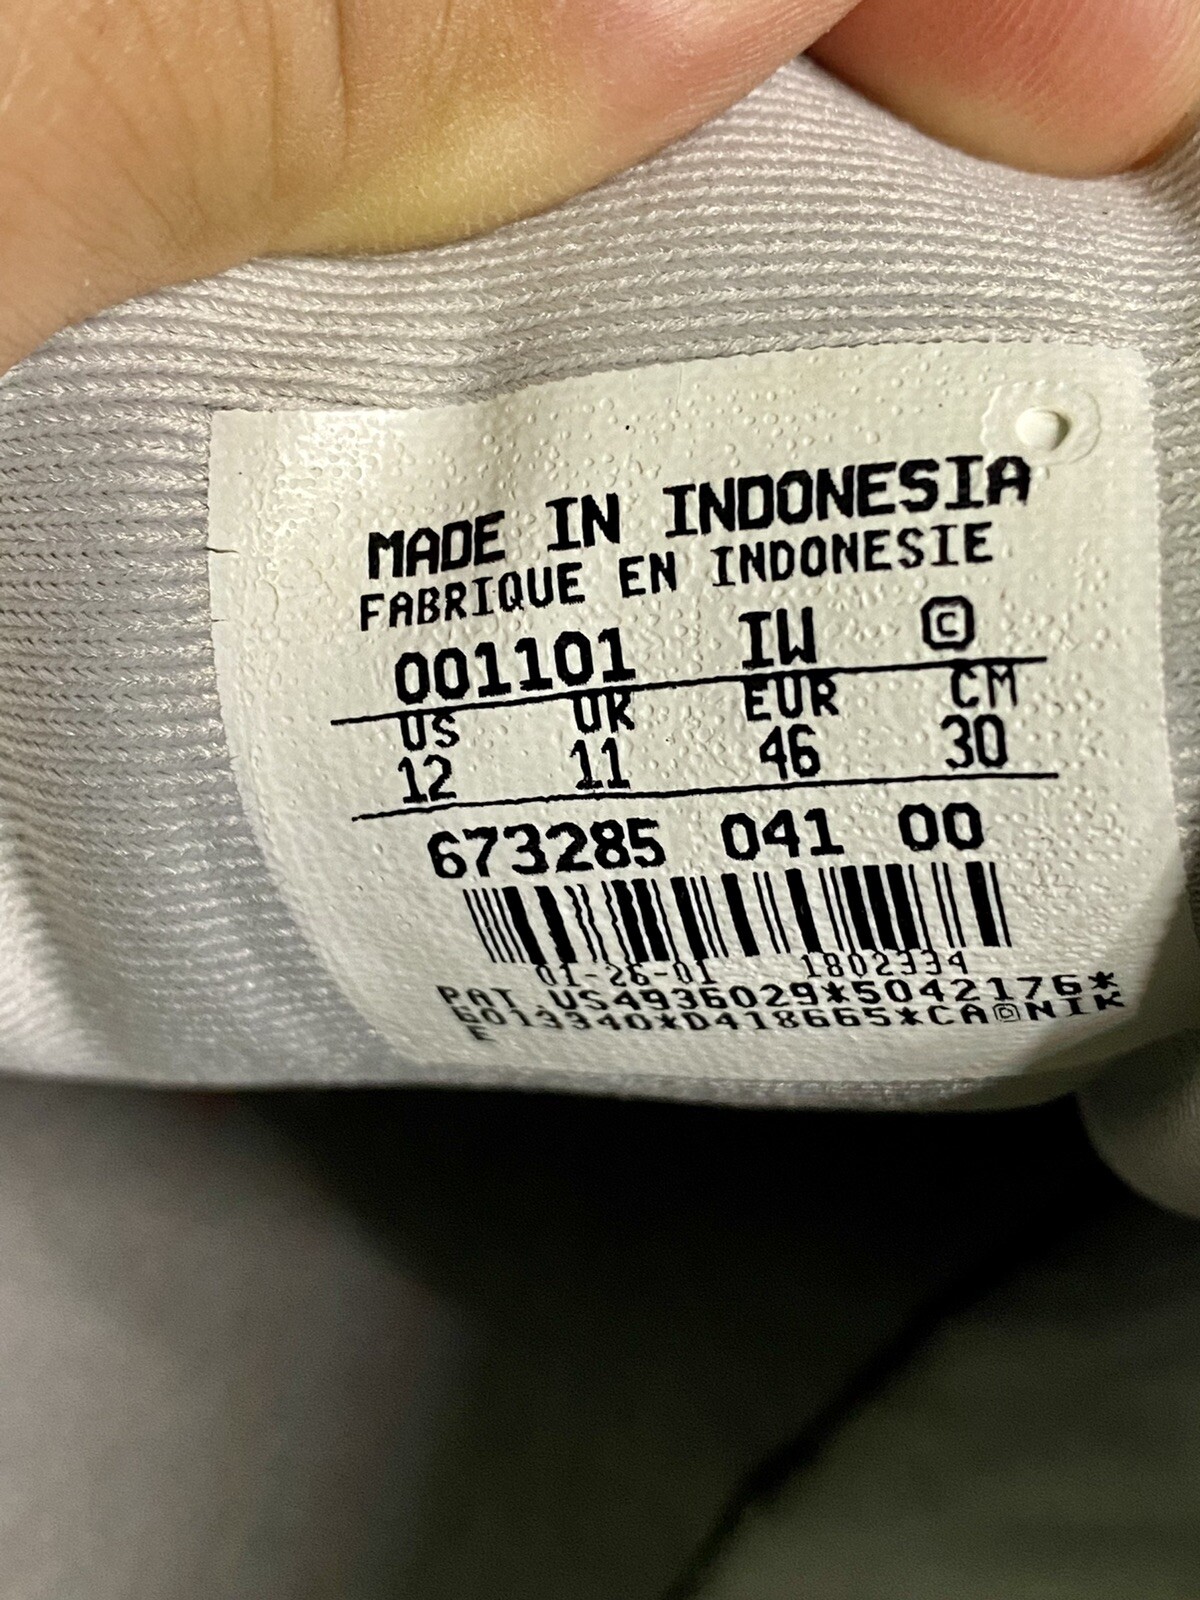 MADE IN INDONESIA
FABRIQUE EN INDONESIE
001101 IW ©
US UK EUR CM
12 11 46 30
673285 041 00
01-26-01 1802334
PAT.US4936029*5042176*
6013340*D418665*CA NIK
E